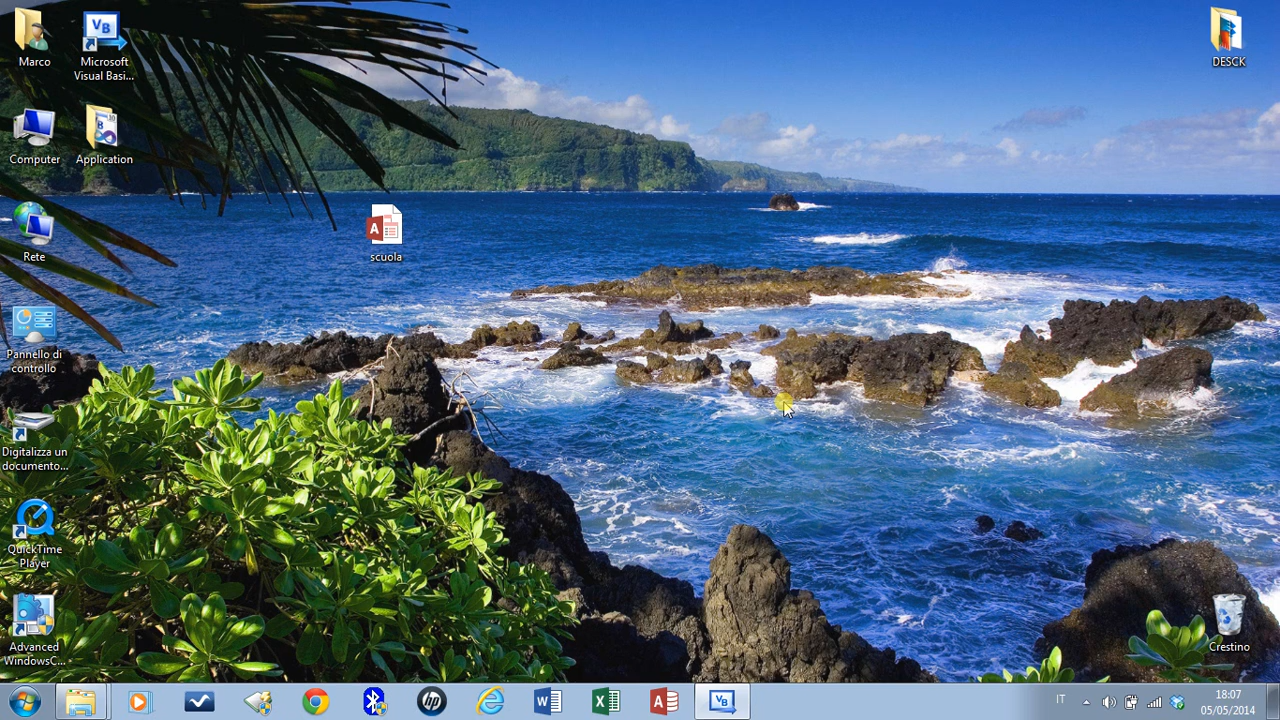 Marco
Microsoft
Visual Basi...
DESCK
Computer
Application
Rete
scuola
Pannello di
controllo
Digitalizza un
documento...
QuickTime
Player
Advanced
WindowsC...
Crestino
IT
18:07
05/05/2014